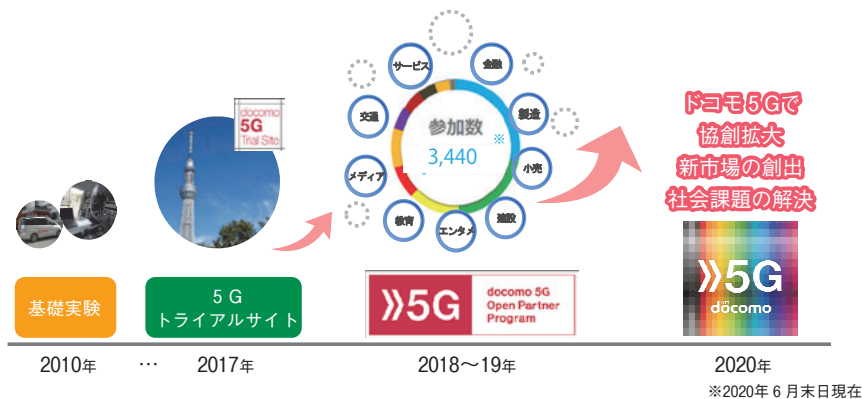 サービス
金融
交通
製造
メディア
小売
教育
エンタメ
建設
参加数
3,440
※
docomo
5G
Trial Site
ドコモ5Gで
協創拡大
新市場の創出
社会課題の解決
基礎実験
5G
トライアルサイト
5G
docomo 5G
Open Partner
Program
5G
döcomo
2010年
…
2017年
2018～19年
2020年
※2020年6月末日現在